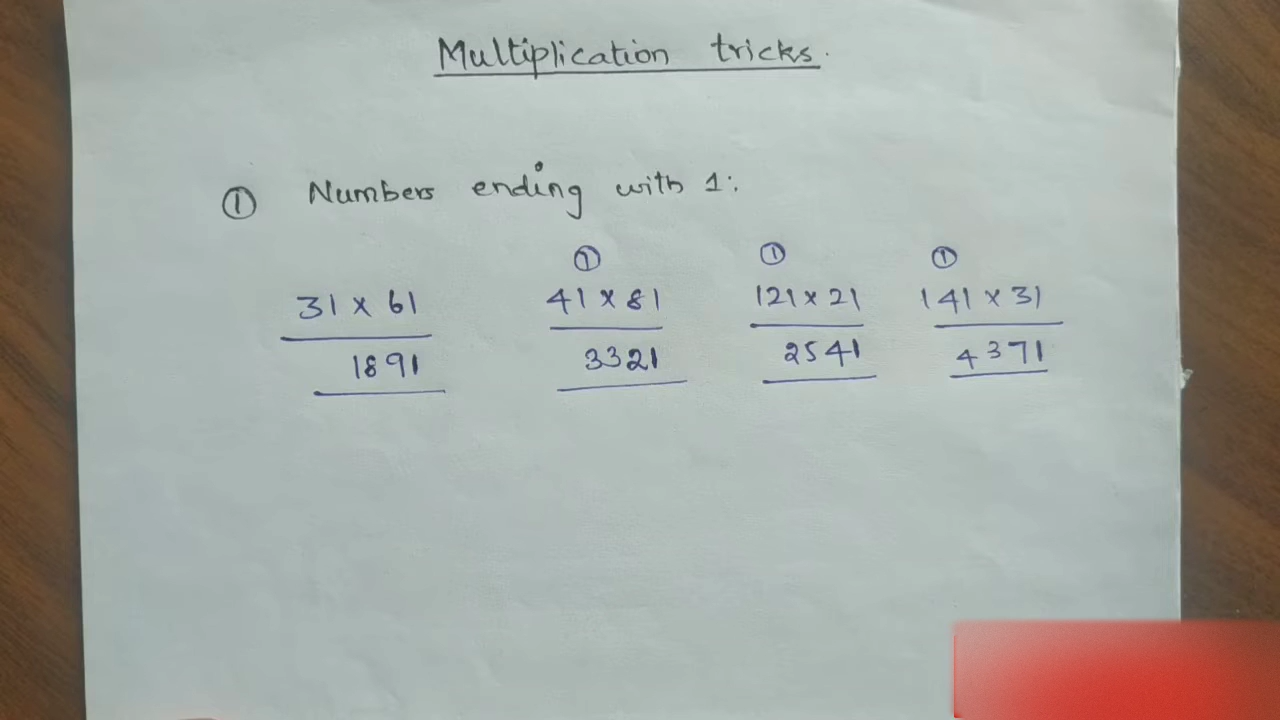 Multiplication tricks.
① Numbers ending with 1:
① ① ①
31 x 61 41 x 81 121 x 21 141 x 31
1891 3321 2541 4371